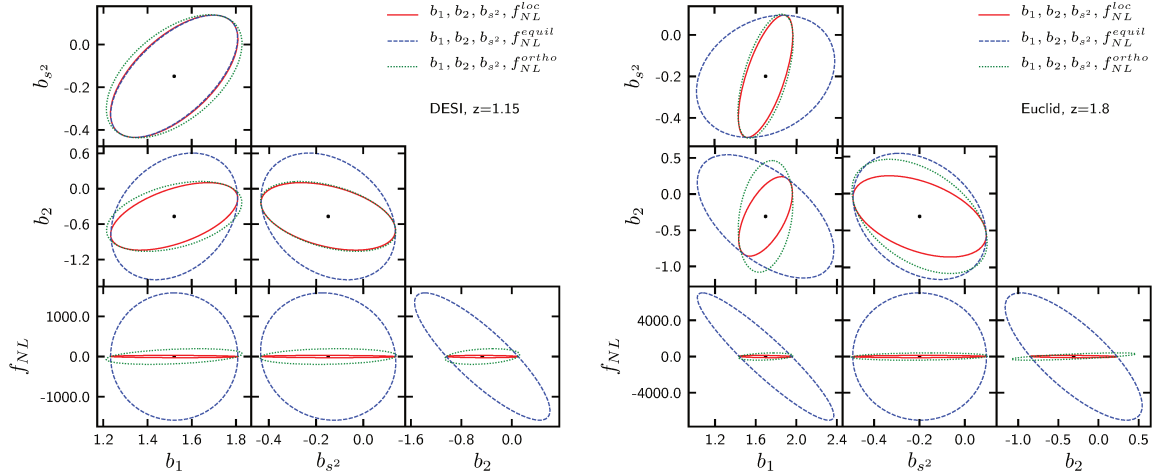 b_1, b_2, b_{s^2}, f_{NL}^{loc}
b_1, b_2, b_{s^2}, f_{NL}^{equil}
b_1, b_2, b_{s^2}, f_{NL}^{ortho}
DESI, z=1.15
b_{s^2}
0.0
-0.2
-0.4
b_2
0.6
0.0
-0.6
-1.2
f_{NL}
1000.0
0.0
-1000.0
1.2 1.4 1.6 1.8 -0.4 0.0 -1.6 -0.8 0.0
b_1 b_{s^2} b_2
b_1, b_2, b_{s^2}, f_{NL}^{loc}
b_1, b_2, b_{s^2}, f_{NL}^{equil}
b_1, b_2, b_{s^2}, f_{NL}^{ortho}
Euclid, z=1.8
b_{s^2}
0.0
-0.2
-0.4
b_2
0.5
0.0
-0.5
-1.0
f_{NL}
4000.0
0.0
-4000.0
1.2 1.6 2.0 2.4 -0.4 -0.2 0.0 -1.0 -0.5 0.0 0.5
b_1 b_{s^2} b_2